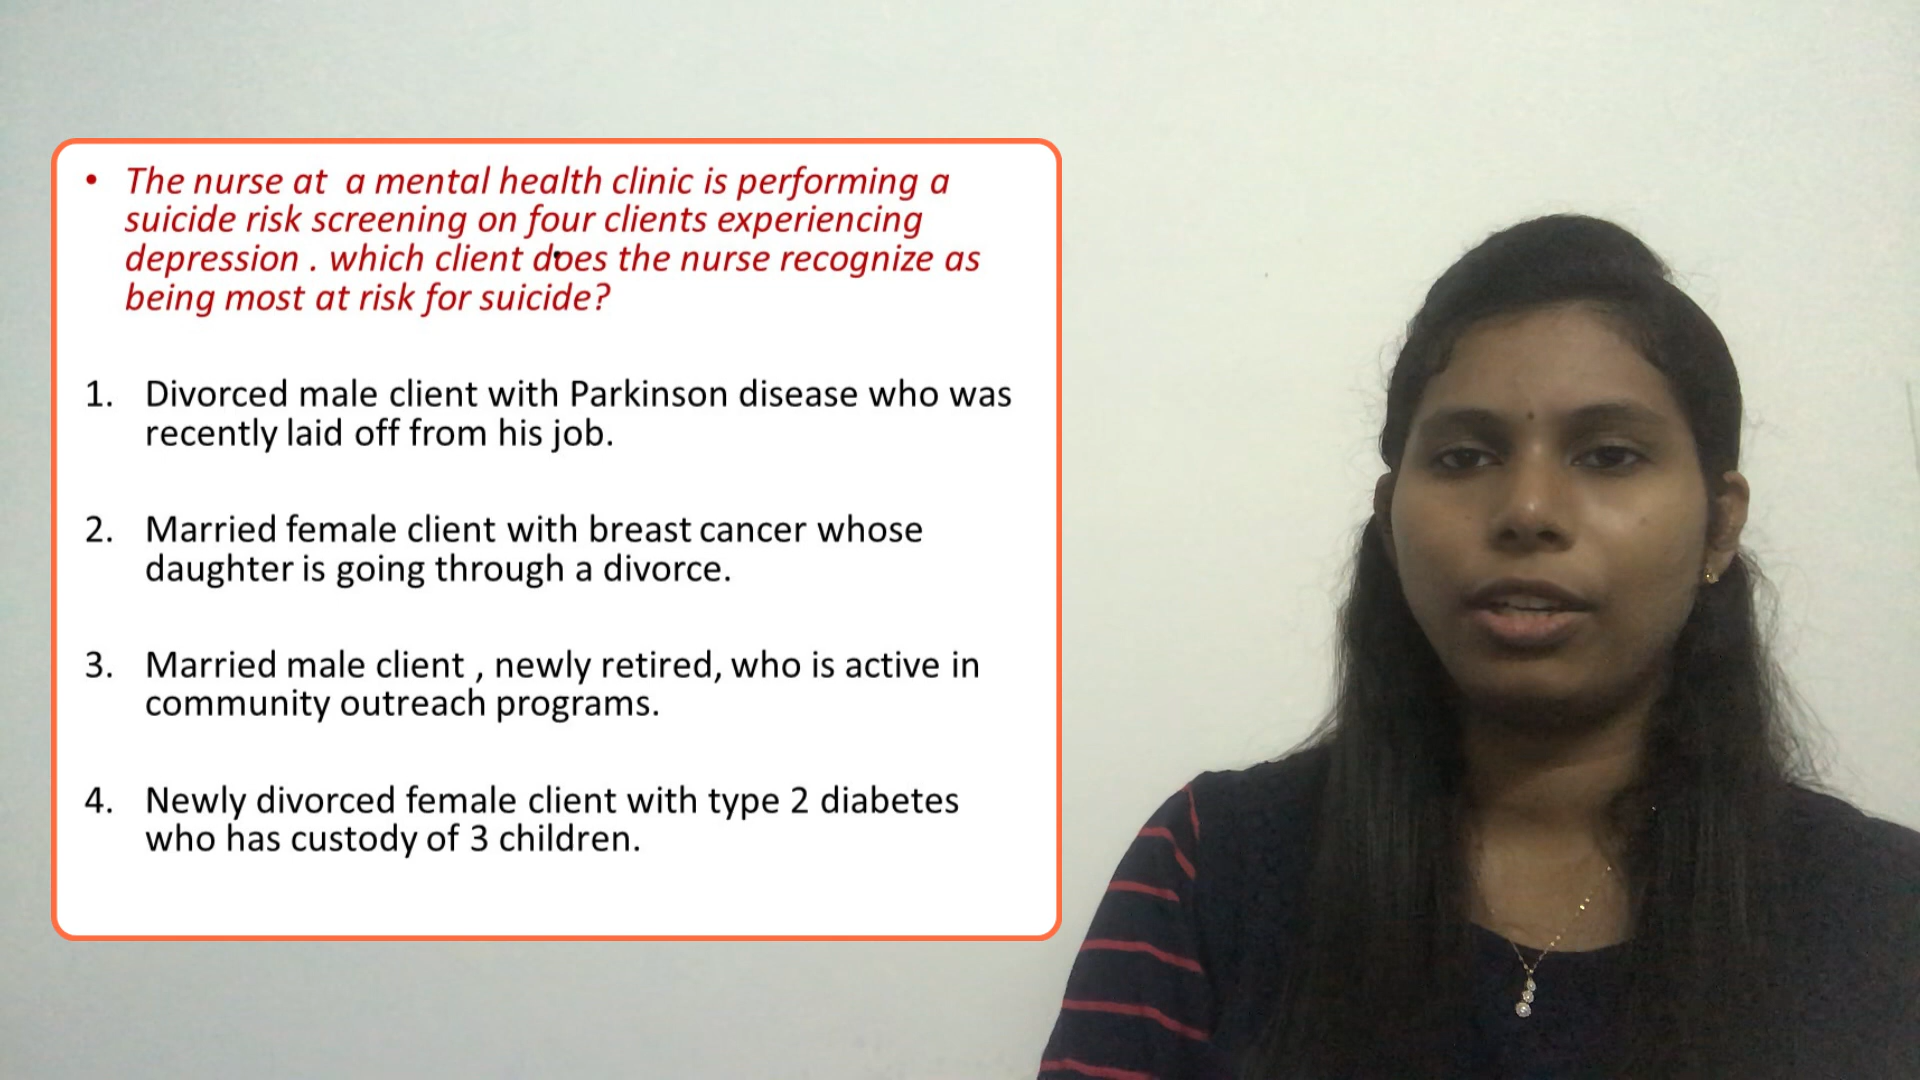 • The nurse at a mental health clinic is performing a
suicide risk screening on four clients experiencing
depression . which client does the nurse recognize as
being most at risk for suicide?
1. Divorced male client with Parkinson disease who was
recently laid off from his job.
2. Married female client with breast cancer whose
daughter is going through a divorce.
3. Married male client , newly retired, who is active in
community outreach programs.
4. Newly divorced female client with type 2 diabetes
who has custody of 3 children.